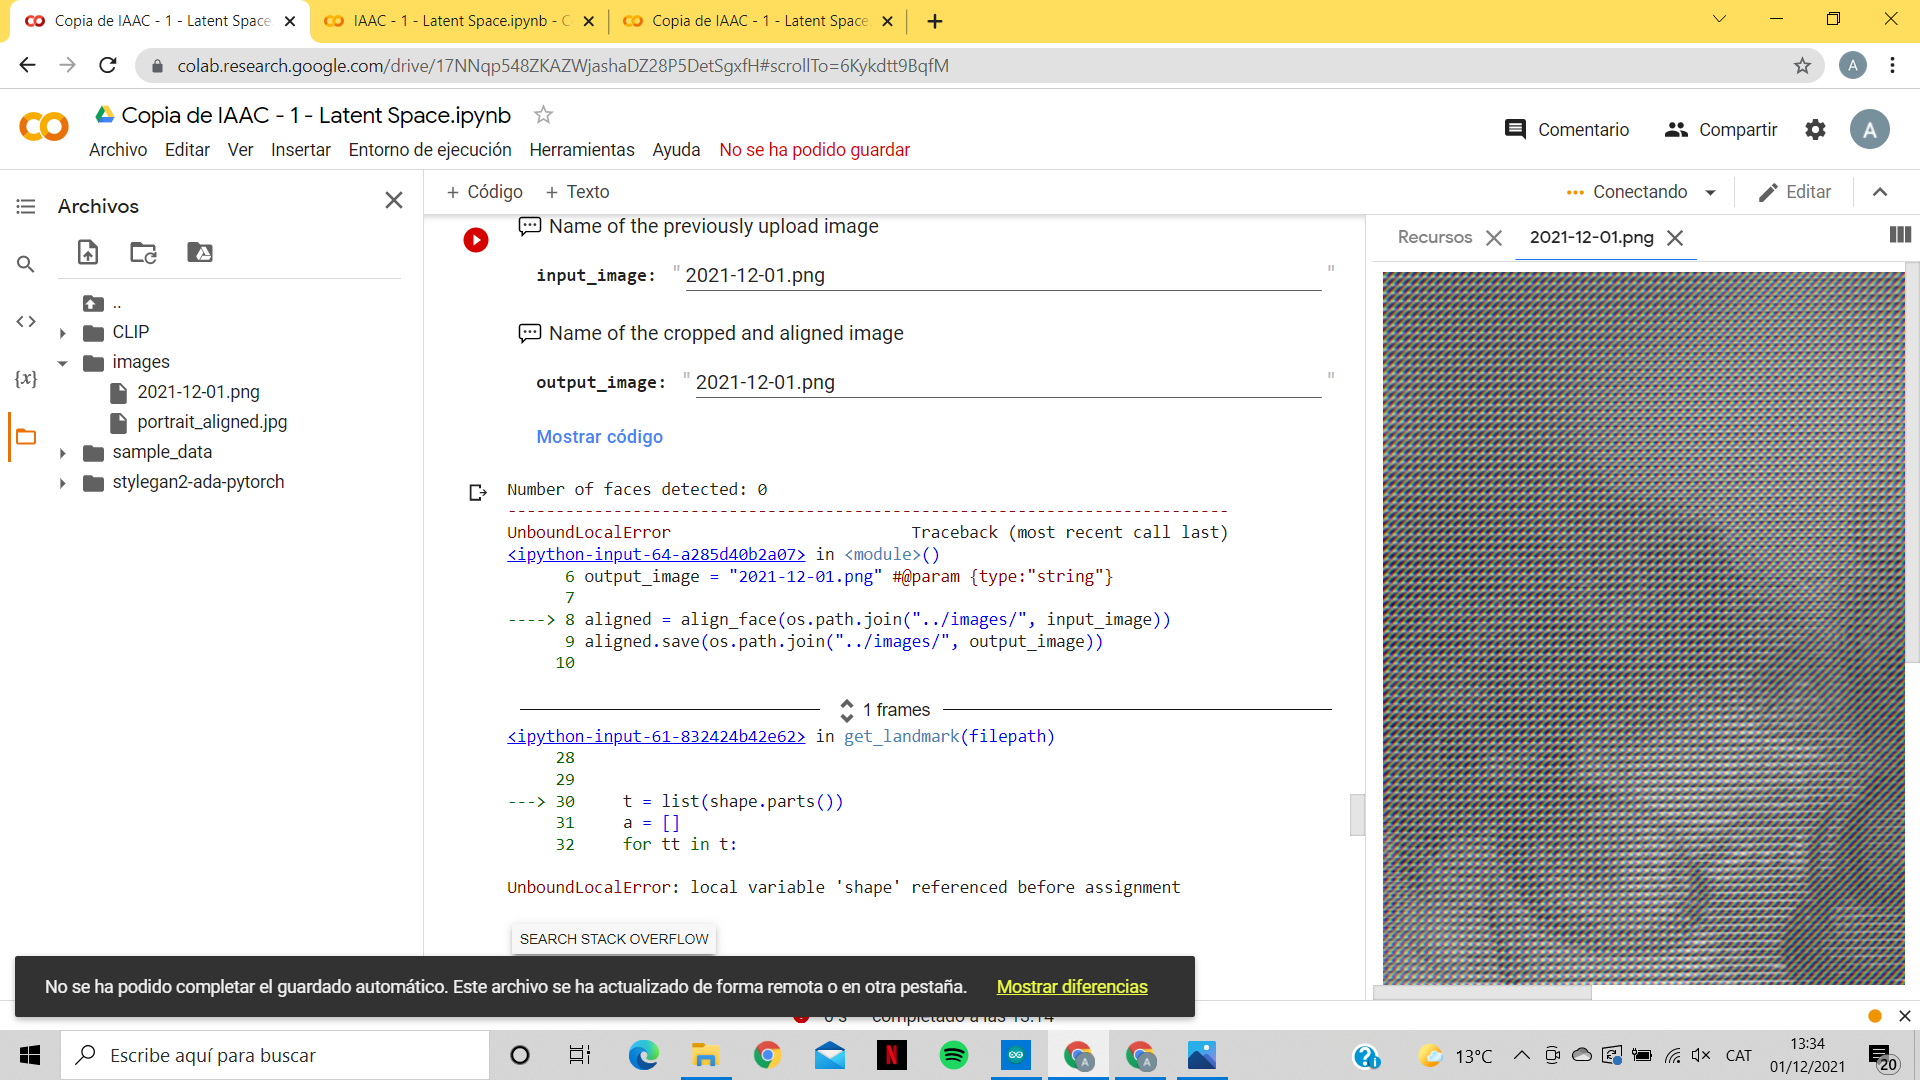 Copia de IAAC - 1 - Latent Space.
IAAC - 1 - Latent Space.ipynb - C
Copia de IAAC - 1 - Latent Space
colab.research.google.com/drive/17NNqp548ZKAZWjashaDZ28P5DetSgxfH#scrollTo=6Kykdtt9BqfM
A
Copia de IAAC - 1 - Latent Space.ipynb
Comentario
Compartir
A
Archivo Editar Ver Insertar Entorno de ejecución Herramientas Ayuda No se ha podido guardar
Archivos
+ Código + Texto
Conectando
Editar
..
CLIP
images
2021-12-01.png
portrait_aligned.jpg
sample_data
stylegan2-ada-pytorch
{x}
Name of the previously upload image
input_image: "2021-12-01.png"
Name of the cropped and aligned image
output_image: "2021-12-01.png"
Mostrar código
Number of faces detected: 0
---------------------------------------------------------------------------
UnboundLocalError Traceback (most recent call last)
<ipython-input-64-a285d40b2a07> in <module>()
6 output_image = "2021-12-01.png" #@param {type:"string"}
7
----> 8 aligned = align_face(os.path.join("../images/", input_image))
9 aligned.save(os.path.join("../images/", output_image))
10
1 frames
<ipython-input-61-832424b42e62> in get_landmark(filepath)
28
29
---> 30 t = list(shape.parts())
31 a = []
32 for tt in t:
UnboundLocalError: local variable 'shape' referenced before assignment
SEARCH STACK OVERFLOW
Recursos
2021-12-01.png
No se ha podido completar el guardado automático. Este archivo se ha actualizado de forma remota o en otra pestaña. Mostrar diferencias
0 s completado a las 13:14
Escribe aquí para buscar
13°C
CAT
13:34
01/12/2021
20